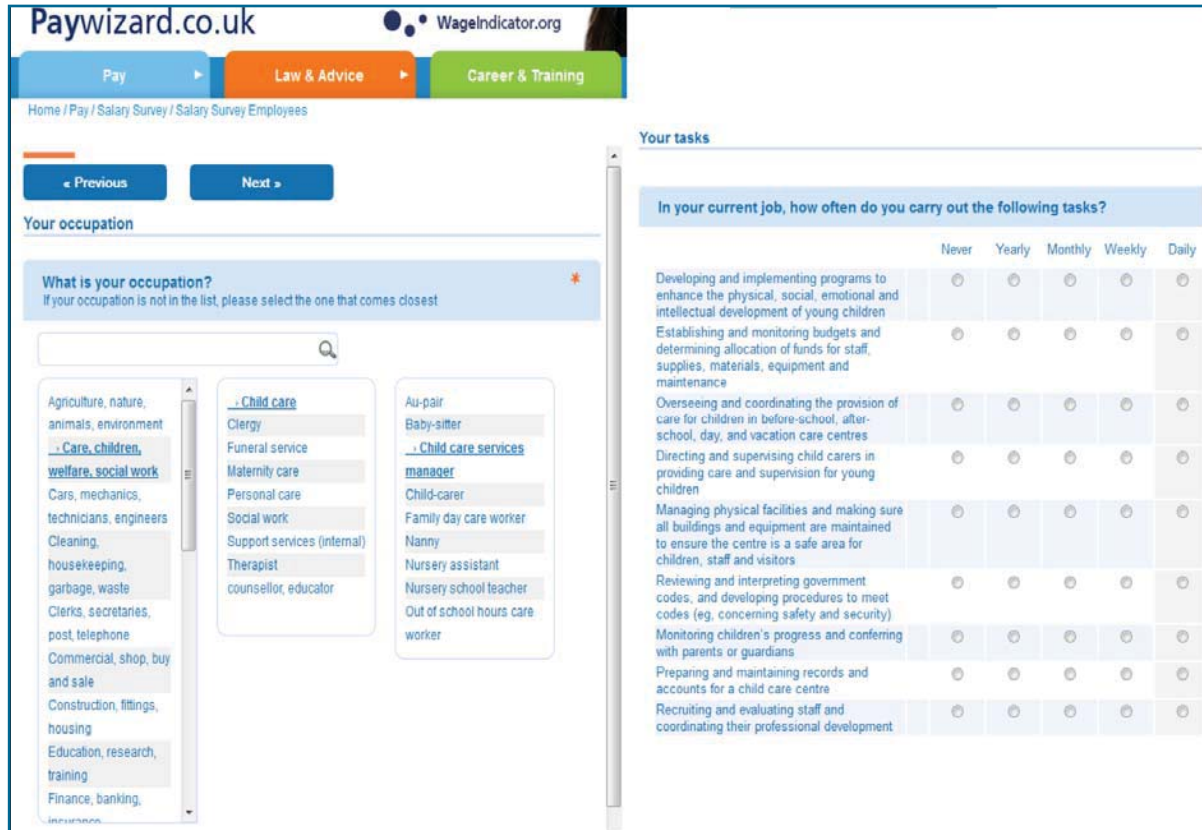 Paywizard.co.uk
WageIndicator.org
Pay
Law & Advice
Career & Training
Home / Pay / Salary Survey / Salary Survey Employees
« Previous
Next »
Your occupation
What is your occupation?
*
If your occupation is not in the list, please select the one that comes closest
Agriculture, nature,
animals, environment
› Care, children,
welfare, social work
Cars, mechanics,
technicians, engineers
Cleaning,
housekeeping,
garbage, waste
Clerks, secretaries,
post, telephone
Commercial, shop, buy
and sale
Construction, fittings,
housing
Education, research,
training
Finance, banking,
insurance
› Child care
Clergy
Funeral service
Maternity care
Personal care
Social work
Support services (internal)
Therapist
counsellor, educator
Au-pair
Baby-sitter
› Child care services
manager
Child-carer
Family day care worker
Nanny
Nursery assistant
Nursery school teacher
Out of school hours care
worker
Your tasks
In your current job, how often do you carry out the following tasks?
Never Yearly Monthly Weekly Daily
Developing and implementing programs to
enhance the physical, social, emotional and
intellectual development of young children
Establishing and monitoring budgets and
determining allocation of funds for staff,
supplies, materials, equipment and
maintenance
Overseeing and coordinating the provision of
care for children in before-school, after-
school, day, and vacation care centres
Directing and supervising child carers in
providing care and supervision for young
children
Managing physical facilities and making sure
all buildings and equipment are maintained
to ensure the centre is a safe area for
children, staff and visitors
Reviewing and interpreting government
codes, and developing procedures to meet
codes (eg, concerning safety and security)
Monitoring children's progress and conferring
with parents or guardians
Preparing and maintaining records and
accounts for a child care centre
Recruiting and evaluating staff and
coordinating their professional development